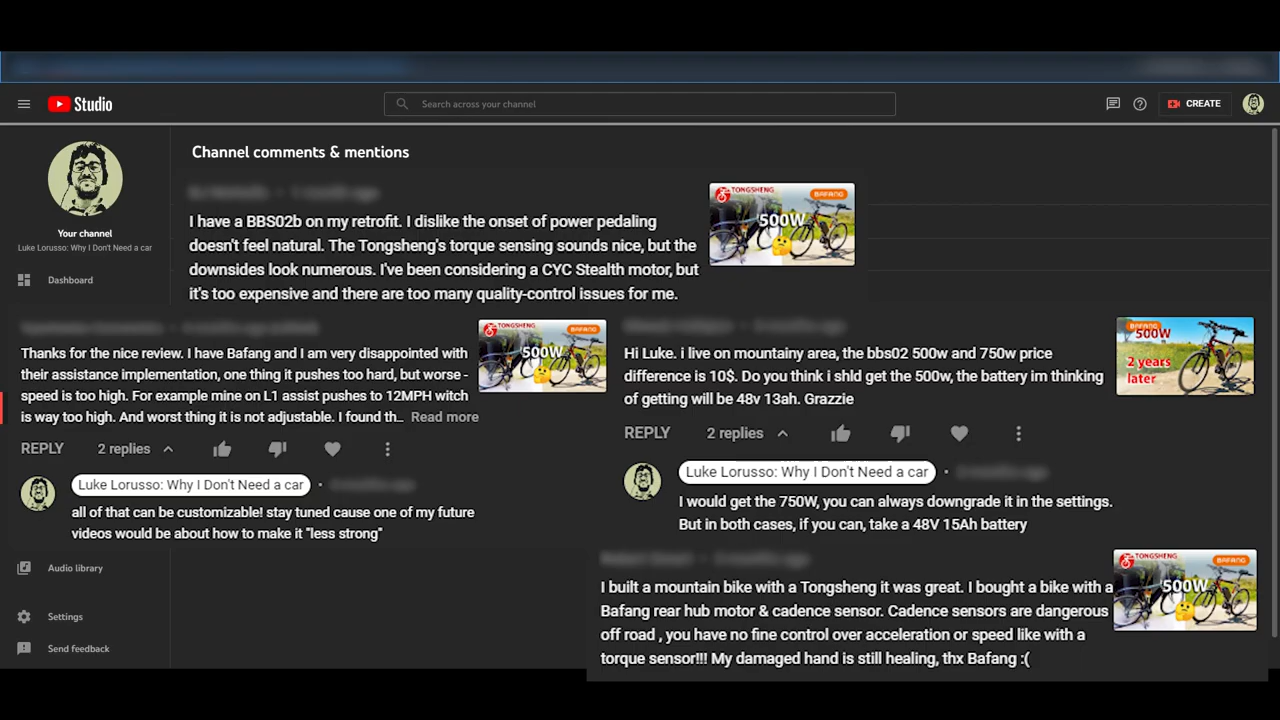 Studio
Search across your channel
CREATE
Your channel
Luke Lorusso: Why I Don't Need a car
Dashboard
Channel comments & mentions
I have a BBS02b on my retrofit. I dislike the onset of power pedaling
doesn't feel natural. The Tongsheng's torque sensing sounds nice, but the
downsides look numerous. I've been considering a CYC Stealth motor, but
it's too expensive and there are too many quality-control issues for me.
TONGSHENG
BAFANG
500W
Thanks for the nice review. I have Bafang and I am very disappointed with
their assistance implementation, one thing it pushes too hard, but worse -
speed is too high. For example mine on L1 assist pushes to 12MPH witch
is way too high. And worst thing it is not adjustable. I found th... Read more
TONGSHENG
BAFANG
500W
REPLY
2 replies
Luke Lorusso: Why I Don't Need a car
all of that can be customizable! stay tuned cause one of my future
videos would be about how to make it "less strong"
Hi Luke. i live on mountainy area, the bbs02 500w and 750w price
difference is 10$. Do you think i shld get the 500w, the battery im thinking
of getting will be 48v 13ah. Grazzie
BAFANG
500W
2 years
later
REPLY
2 replies
Luke Lorusso: Why I Don't Need a car
I would get the 750W, you can always downgrade it in the settings.
But in both cases, if you can, take a 48V 15Ah battery
I built a mountain bike with a Tongsheng it was great. I bought a bike with a
Bafang rear hub motor & cadence sensor. Cadence sensors are dangerous
off road , you have no fine control over acceleration or speed like with a
torque sensor!!! My damaged hand is still healing, thx Bafang :(
TONGSHENG
BAFANG
500W
Audio library
Settings
Send feedback